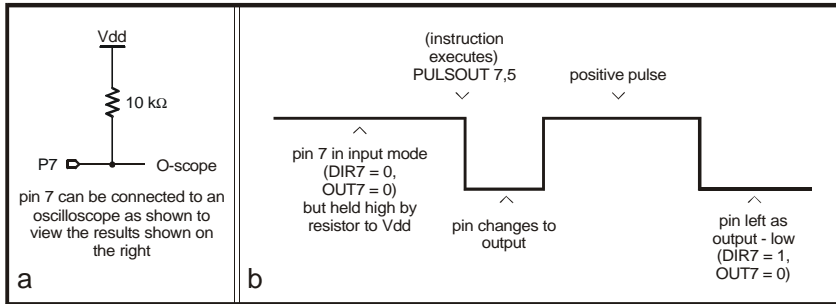 Vdd
10 kΩ
P7
O-scope
pin 7 can be connected to an
oscilloscope as shown to
view the results shown on
the right
a
(instruction
executes)
PULSOUT 7,5
positive pulse
pin 7 in input mode
(DIR7 = 0,
OUT7 = 0)
but held high by
resistor to Vdd
pin changes to
output
pin left as
output - low
(DIR7 = 1,
OUT7 = 0)
b